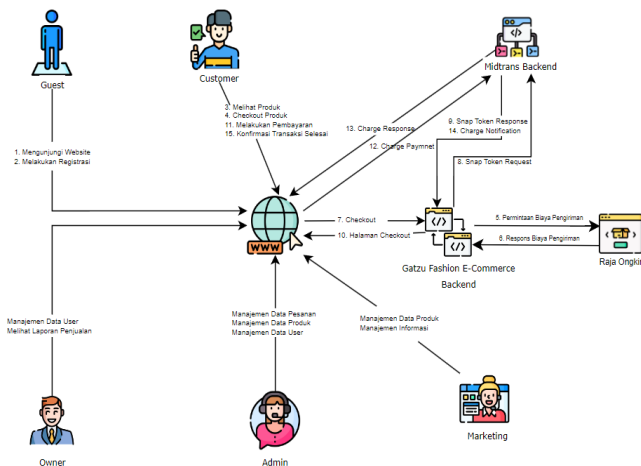 Guest
Customer
Midtrans Backend
3. Melihat Produk
4. Checkout Produk
11. Melakukan Pembayaran
15. Konfirmasi Transaksi Selesai
13. Charge Response
12. Charge Paymnet
9. Snap Token Response
14. Charge Notification
8. Snap Token Request
1. Mengunjungi Website
2. Melakukan Registrasi
WWW
7. Checkout
10. Halaman Checkout
5. Permintaan Biaya Pengiriman
6. Respons Biaya Pengiriman
Gatzu Fashion E-Commerce
Backend
Raja Ongkir
Manajemen Data User
Melihat Laporan Penjualan
Manajemen Data Pesanan
Manajemen Data Produk
Manajemen Data User
Manajemen Data Produk
Manajemen Informasi
Owner
Admin
Marketing